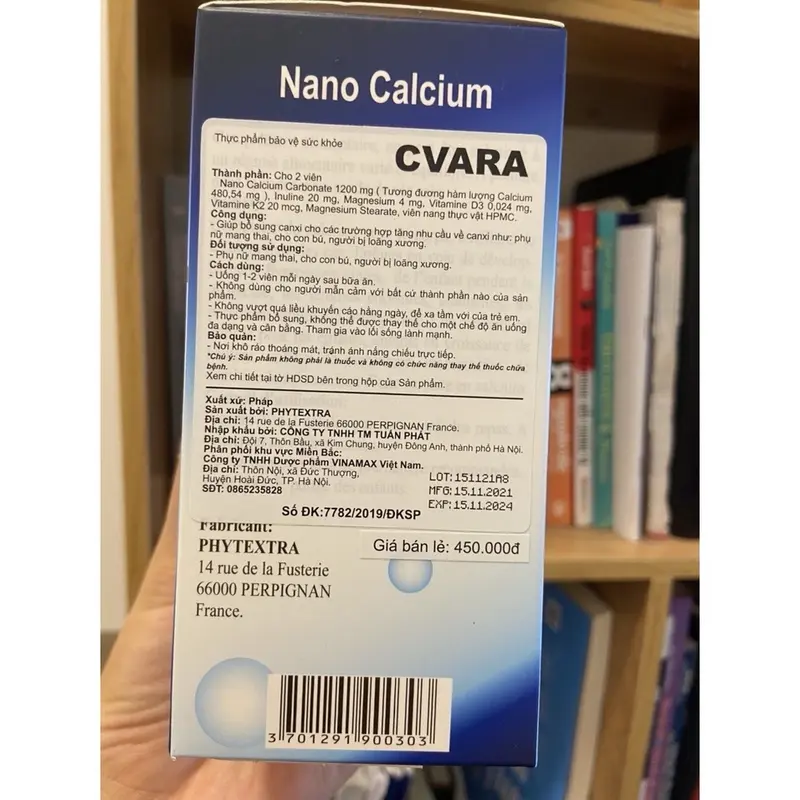 Nano Calcium
Thực phẩm bảo vệ sức khỏe
CVARA
Thành phần: Cho 2 viên
Nano Calcium Carbonate 1200 mg ( Tương đương hàm lượng Calcium
480,54 mg ), Inuline 20 mg, Magnesium 4 mg, Vitamine D3 0,024 mg,
Vitamine K2 20 mcg, Magnesium Stearate, viên nang thực vật HPMC.
Công dụng:
- Giúp bổ sung canxi cho các trường hợp tăng nhu cầu về canxi như: phụ
nữ mang thai, cho con bú, người bị loãng xương.
Đối tượng sử dụng:
- Phụ nữ mang thai, cho con bú, người bị loãng xương.
Cách dùng:
- Uống 1-2 viên mỗi ngày sau bữa ăn.
- Không dùng cho người mẫn cảm với bất cứ thành phần nào của sản
phẩm.
- Không vượt quá liều khuyến cáo hằng ngày, để xa tầm với của trẻ em.
- Thực phẩm bổ sung, không thể được thay thế cho một chế độ ăn uống
đa dạng và cân bằng. Tham gia vào lối sống lành mạnh.
Bảo quản:
- Nơi khô ráo thoáng mát, tránh ánh nắng chiếu trực tiếp.
*Chú ý: Sản phẩm không phải là thuốc và không có chức năng thay thế thuốc chữa
bệnh.
Xem chi tiết tại tờ HDSD bên trong hộp của Sản phẩm.
Xuất xứ: Pháp
Sản xuất bởi: PHYTEXTRA
Địa chỉ: 14 rue de la Fusterie 66000 PERPIGNAN France.
Nhập khẩu bởi: CÔNG TY TNHH TM TUẤN PHÁT
Địa chỉ: Đội 7, Thôn Bầu, xã Kim Chung, huyện Đông Anh, thành phố Hà Nội.
Phân phối khu vực Miền Bắc:
Công ty TNHH Dược phẩm VINAMAX Việt Nam.
Địa chỉ: Thôn Nội, xã Đức Thượng,
Huyện Hoài Đức, TP. Hà Nội.
SĐT: 0865235828
LOT:151121A8
MFG:15.11.2021
EXP:15.11.2024
Số ĐK:7782/2019/ĐKSP
Fabricant:
PHYTEXTRA
14 rue de la Fusterie
66000 PERPIGNAN
France.
Giá bán lẻ: 450.000đ
3 701291 900303